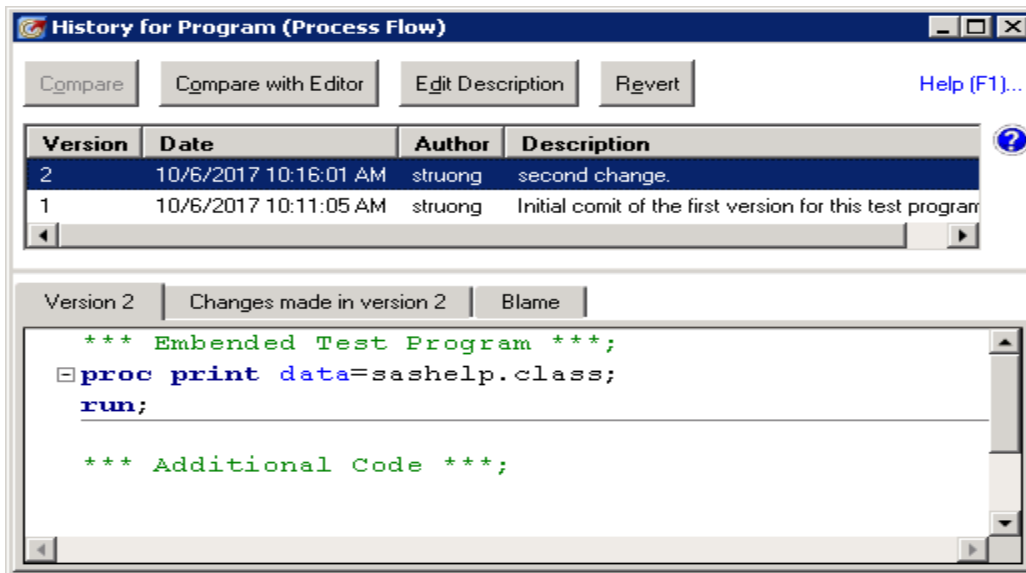 History for Program (Process Flow)
Compare Compare with Editor Edit Description Revert Help (F1)...
Version Date Author Description
2 10/6/2017 10:16:01 AM struong second change.
1 10/6/2017 10:11:05 AM struong Initial comit of the first version for this test program
Version 2 Changes made in version 2 Blame
*** Embended Test Program ***;
proc print data=sashelp.class;
run;
*** Additional Code ***;